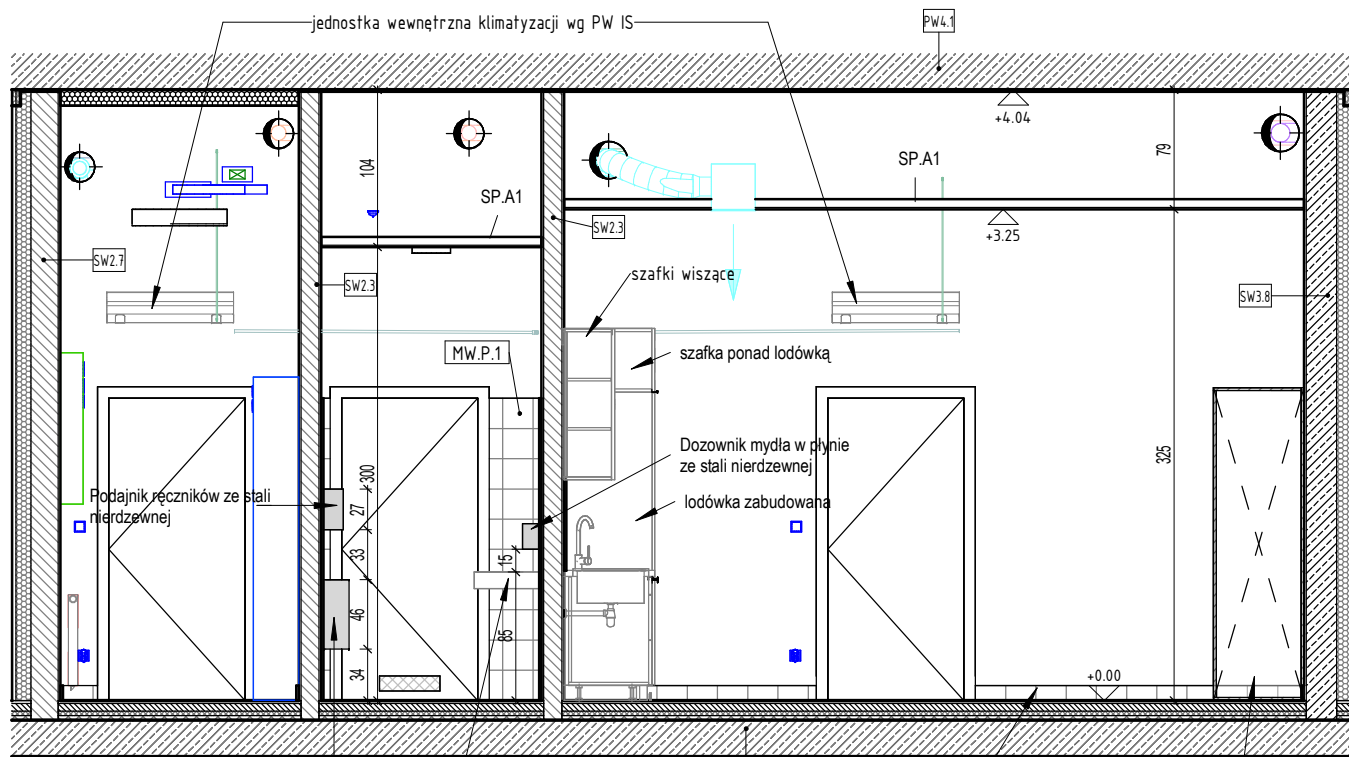 jednostka wewnętrzna klimatyzacji wg PW IS
PW4.1
+4.04
104
79
SP.A1
SP.A1
SW2.3
+3.25
SW2.7
SW2.3
szafki wiszące
SW3.8
MW.P.1
szafka ponad lodówką
Dozownik mydła w płynie
ze stali nierdzewnej
300
325
Podajnik ręczników ze stali
nierdzewnej
27
lodówka zabudowana
33
15
46
85
34
+0.00